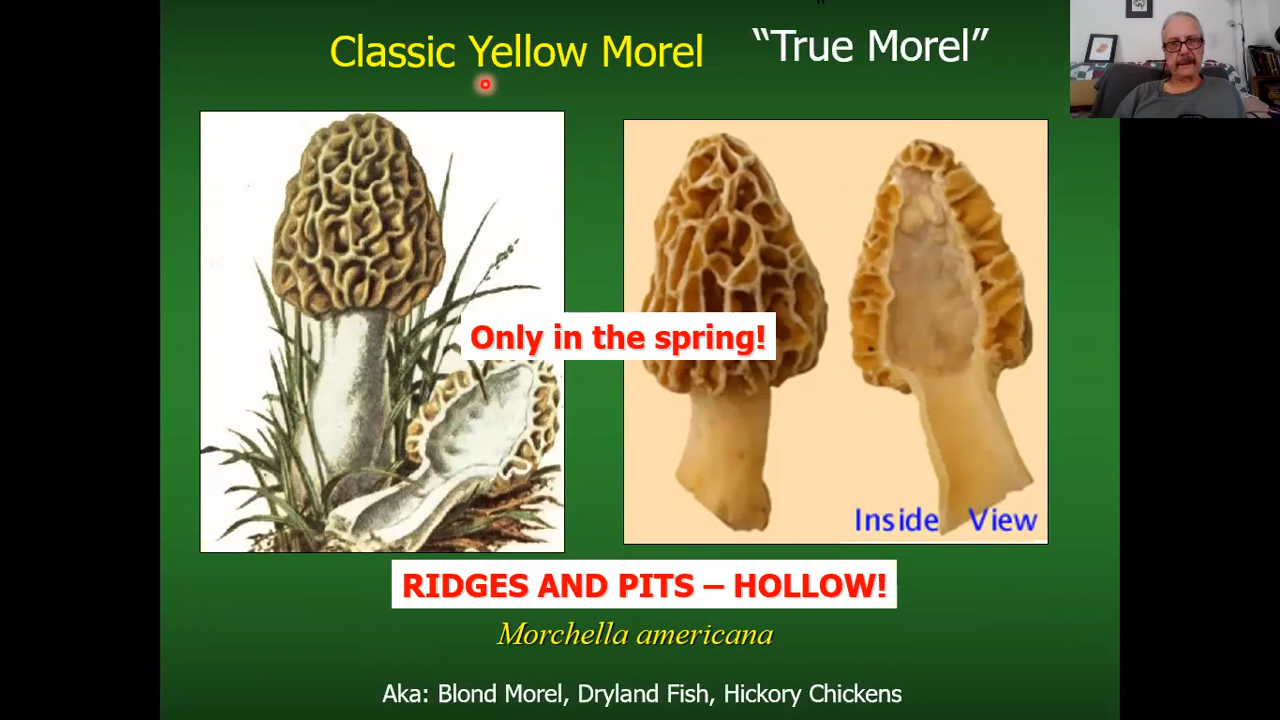 Classic Yellow Morel
“True Morel”
Only in the spring!
Inside View
RIDGES AND PITS – HOLLOW!
Morchella americana
Aka: Blond Morel, Dryland Fish, Hickory Chickens